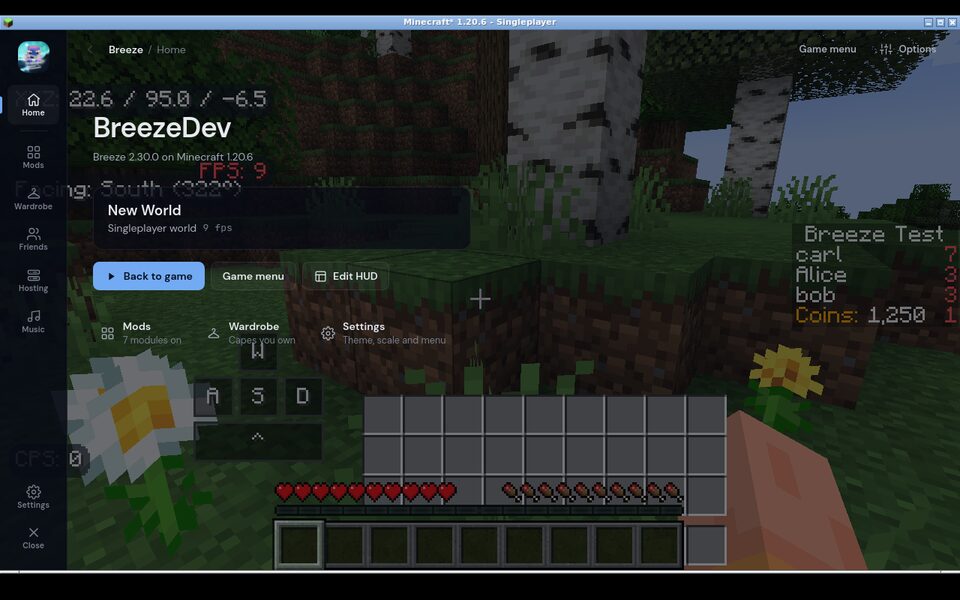 Minecraft* 1.20.6 - Singleplayer
Breeze / Home
Game menu
Options
22.6 / 95.0 / -6.5
BreezeDev
Breeze 2.30.0 on Minecraft 1.20.6
FPS: 9
Facing: South (322°)
New World
Singleplayer world 9 fps
Back to game
Game menu
Edit HUD
Mods
7 modules on
Wardrobe
Capes you own
Settings
Theme, scale and menu
W
A
S
D
^
CPS: 0
Home
Mods
Wardrobe
Friends
Hosting
Music
Settings
Close
Breeze Test
carl 7
Alice 3
bob 3
Coins: 1,250 1